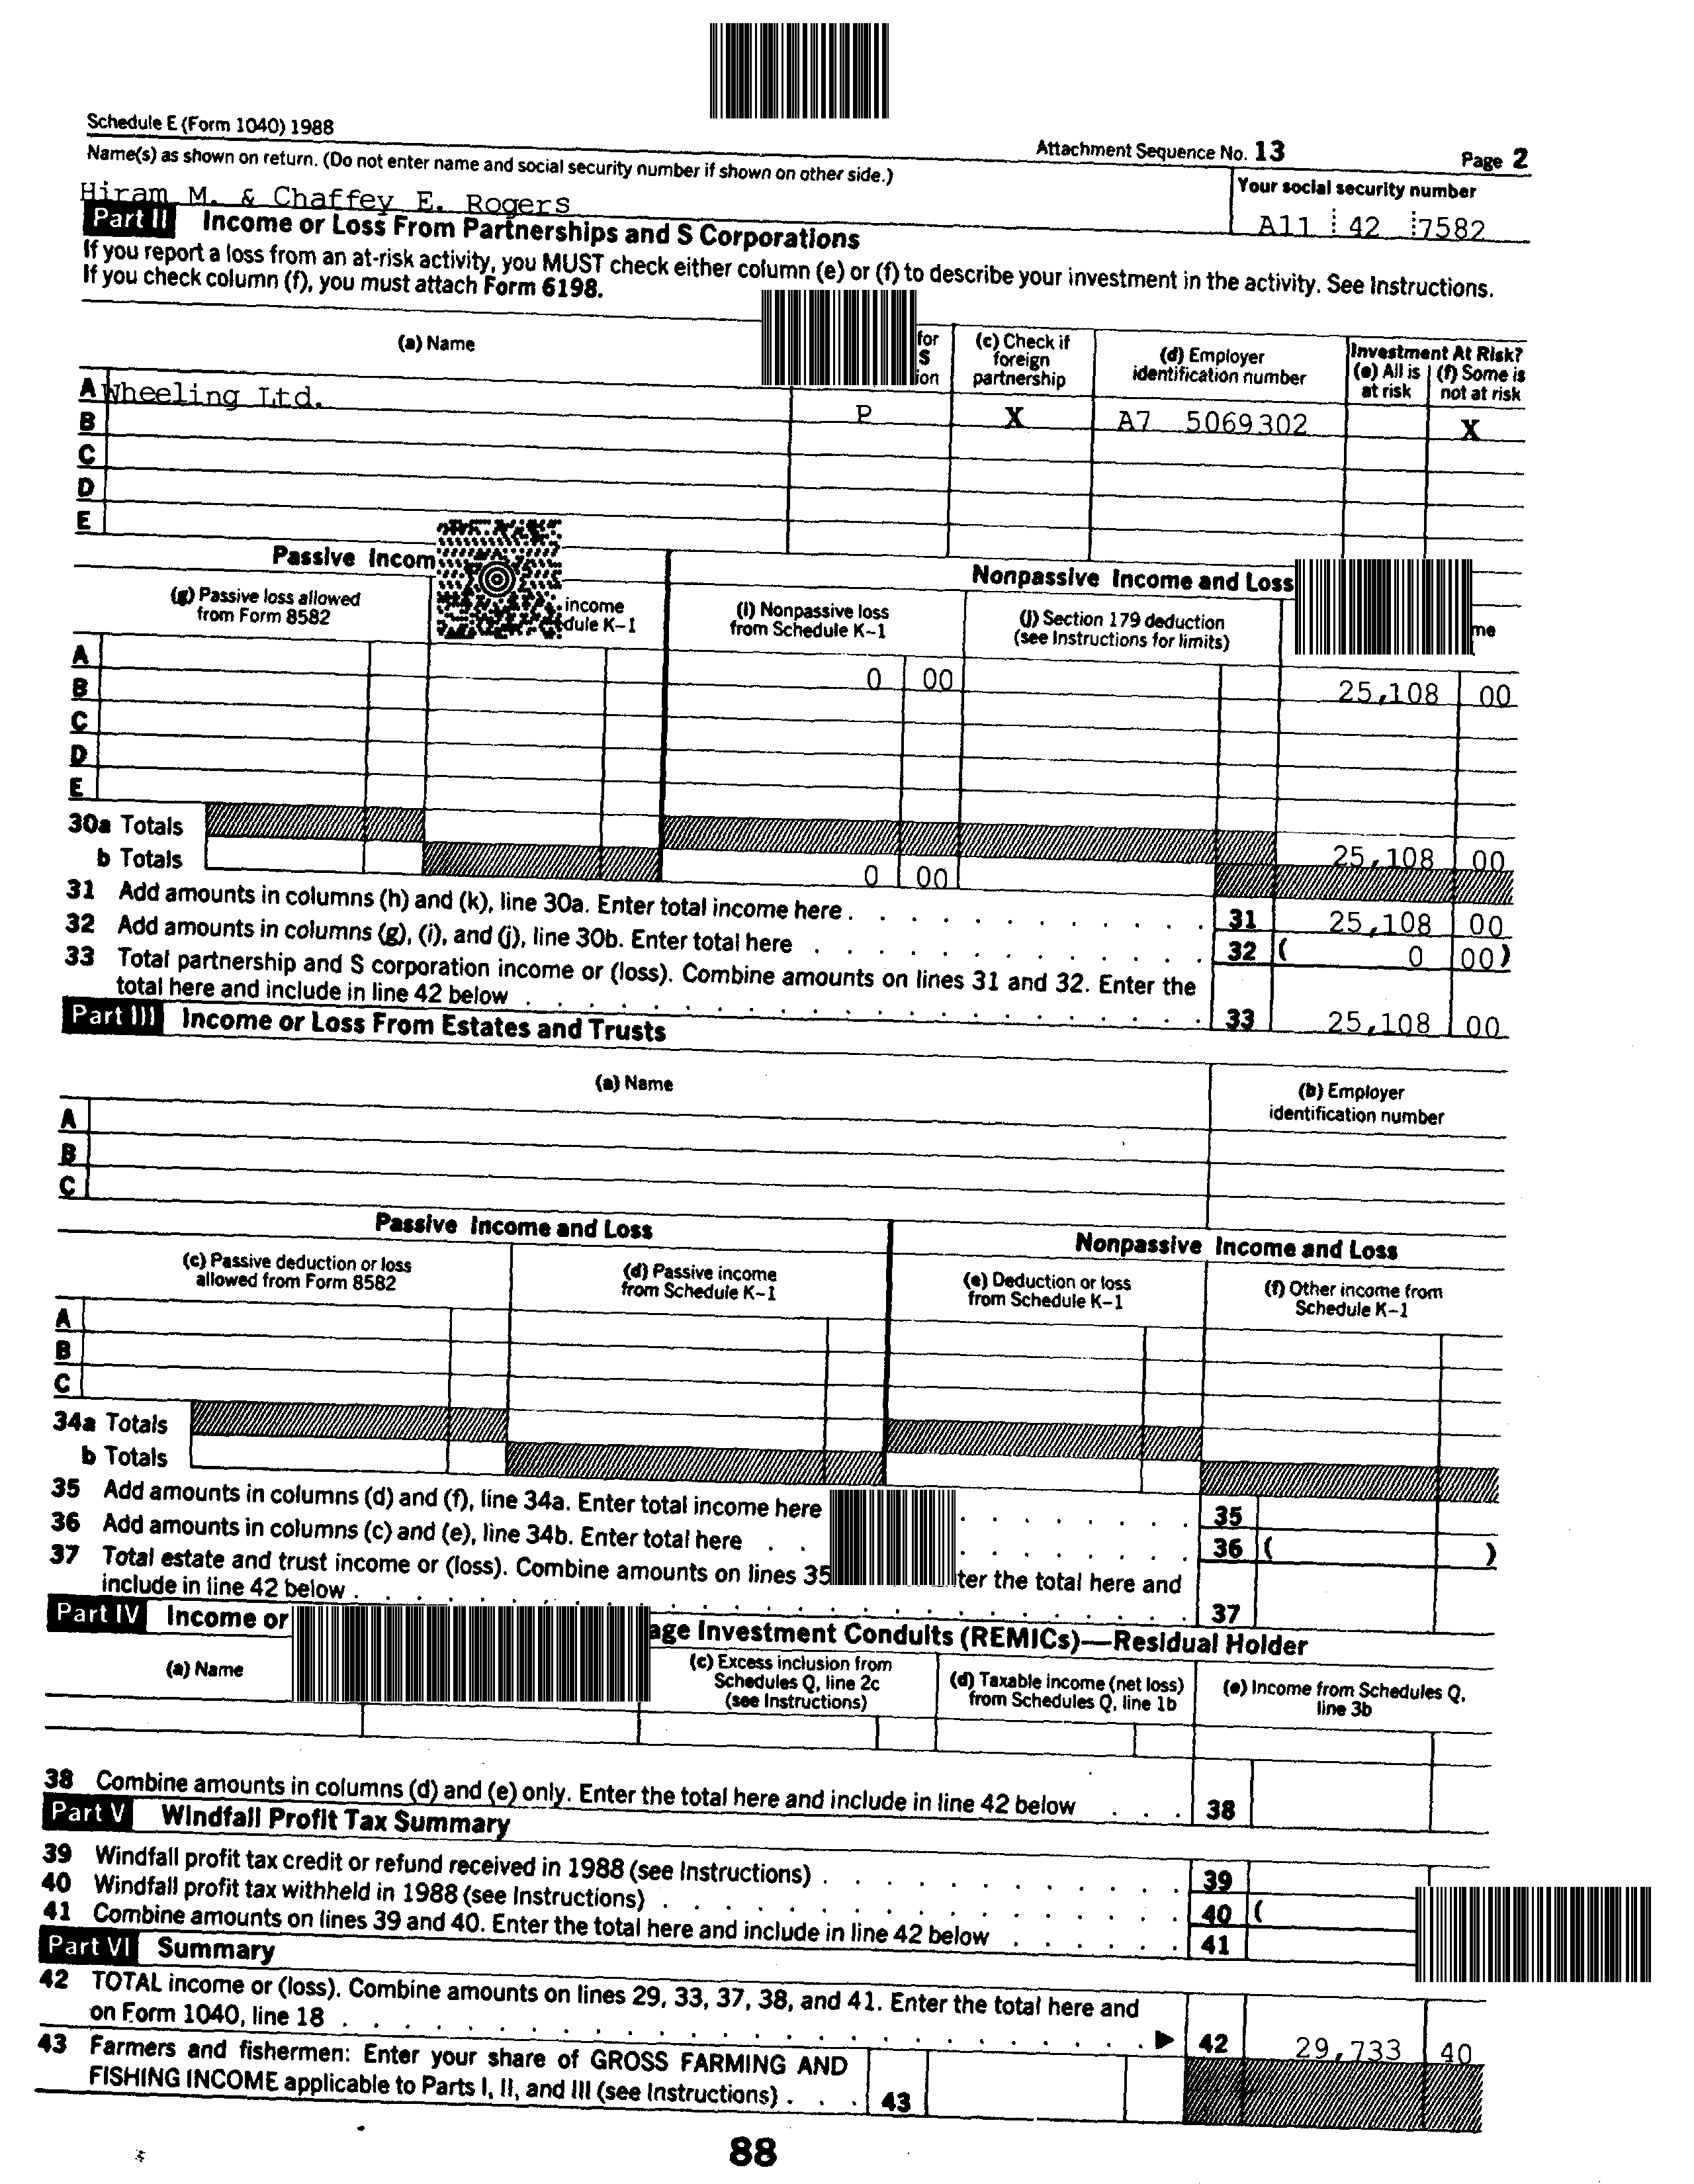 Schedule E (Form 1040) 1988
Attachment Sequence No. 13
Page 2
Name(s) as shown on return. (Do not enter name and social security number if shown on other side.)
Your social security number
Hiram M. & Chaffey E. Rogers
A11 42 7582
Part II Income or Loss From Partnerships and S Corporations
If you report a loss from an at-risk activity, you MUST check either column (e) or (f) to describe your investment in the activity. See Instructions.
If you check column (f), you must attach Form 6198.
(a) Name
for
S
ion
(c) Check if
foreign
partnership
(d) Employer
identification number
Investment At Risk?
(e) All is
at risk
(f) Some is
not at risk
A Wheeling Ltd. P X A7 5069302 X
B
C
D
E
Passive Incom
Nonpassive Income and Loss
(g) Passive loss allowed
from Form 8582
income
dule K-1
(i) Nonpassive loss
from Schedule K-1
(j) Section 179 deduction
(see Instructions for limits)
me
A 0 00 25,108 00
B
C
D
E
30a Totals 25,108 00
b Totals 0 00
31 Add amounts in columns (h) and (k), line 30a. Enter total income here . . . . . . . . . . . 31 25,108 00
32 Add amounts in columns (g), (i), and (j), line 30b. Enter total here . . . . . . . . . . . . 32 ( 0 00)
33 Total partnership and S corporation income or (loss). Combine amounts on lines 31 and 32. Enter the
total here and include in line 42 below . . . . . . . . . . . . . . . . . . . . . 33 25,108 00
Part III Income or Loss From Estates and Trusts
(a) Name
(b) Employer
identification number
A
B
C
Passive Income and Loss
Nonpassive Income and Loss
(c) Passive deduction or loss
allowed from Form 8582
(d) Passive income
from Schedule K-1
(e) Deduction or loss
from Schedule K-1
(f) Other income from
Schedule K-1
A
B
C
34a Totals
b Totals
35 Add amounts in columns (d) and (f), line 34a. Enter total income here . . . . . . . 35
36 Add amounts in columns (c) and (e), line 34b. Enter total here . . . . . . . . . 36 ( )
37 Total estate and trust income or (loss). Combine amounts on lines 35 ter the total here and
include in line 42 below . . . . . . . . . . . . . . . . . . . . . . . . . 37
Part IV Income or age Investment Conduits (REMICs)—Residual Holder
(a) Name
(c) Excess inclusion from
Schedules Q, line 2c
(see Instructions)
(d) Taxable income (net loss)
from Schedules Q, line 1b
(e) Income from Schedules Q,
line 3b
38 Combine amounts in columns (d) and (e) only. Enter the total here and include in line 42 below . . . 38
Part V Windfall Profit Tax Summary
39 Windfall profit tax credit or refund received in 1988 (see Instructions) . . . . . . . . . . . 39
40 Windfall profit tax withheld in 1988 (see Instructions) . . . . . . . . . . . . . . . . 40 (
41 Combine amounts on lines 39 and 40. Enter the total here and include in line 42 below . . . . . . 41
Part VI Summary
42 TOTAL income or (loss). Combine amounts on lines 29, 33, 37, 38, and 41. Enter the total here and
on Form 1040, line 18 . . . . . . . . . . . . . . . . . . . . . . . . . ▶ 42 29,733 40
43 Farmers and fishermen: Enter your share of GROSS FARMING AND
FISHING INCOME applicable to Parts I, II, and III (see Instructions) . . . 43
88